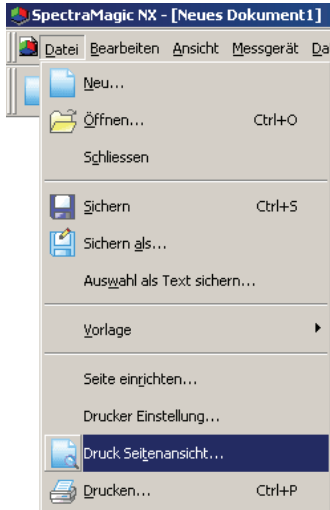 SpectraMagic NX - [Neues Dokument1]
Datei Bearbeiten Ansicht Messgerät Da
Neu...
Öffnen... Ctrl+O
Schliessen
Sichern Ctrl+S
Sichern als...
Auswahl als Text sichern...
Vorlage
Seite einrichten...
Drucker Einstellung...
Druck Seitenansicht...
Drucken... Ctrl+P